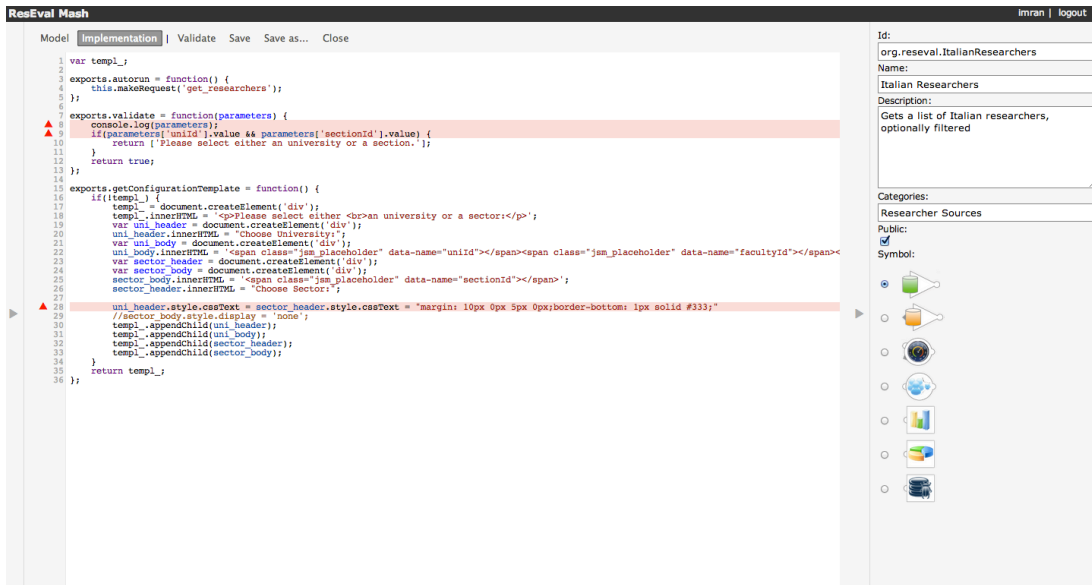 ResEval Mash
imran | logout
Model Implementation | Validate Save Save as... Close
1 var templ_;
2
3 exports.autorun = function() {
4 this.makeRequest('get_researchers');
5 };
6
7 exports.validate = function(parameters) {
8 console.log(parameters);
9 if(parameters['uniId'].value && parameters['sectionId'].value) {
10 return ['Please select either an university or a section.'];
11 }
12 return true;
13 };
14
15 exports.getConfigurationTemplate = function() {
16 if(!templ_) {
17 templ_ = document.createElement('div');
18 templ_.innerHTML = '<p>Please select either <br>an university or a sector:</p>';
19 var uni_header = document.createElement('div');
20 uni_header.innerHTML = "Choose University:";
21 var uni_body = document.createElement('div');
22 uni_body.innerHTML = '<span class="jsm_placeholder" data-name="uniId"></span><span class="jsm_placeholder" data-name="facultyId"></span><
23 var sector_header = document.createElement('div');
24 var sector_body = document.createElement('div');
25 sector_body.innerHTML = '<span class="jsm_placeholder" data-name="sectionId"></span>';
26 sector_header.innerHTML = "Choose Sector:";
27
28 uni_header.style.cssText = sector_header.style.cssText = "margin: 10px 0px 5px 0px;border-bottom: 1px solid #333;"
29 //sector_body.style.display = 'none';
30 templ_.appendChild(uni_header);
31 templ_.appendChild(uni_body);
32 templ_.appendChild(sector_header);
33 templ_.appendChild(sector_body);
34 }
35 return templ_;
36 };
Id:
org.reseval.ItalianResearchers
Name:
Italian Researchers
Description:
Gets a list of Italian researchers,
optionally filtered
Categories:
Researcher Sources
Public:
Symbol: